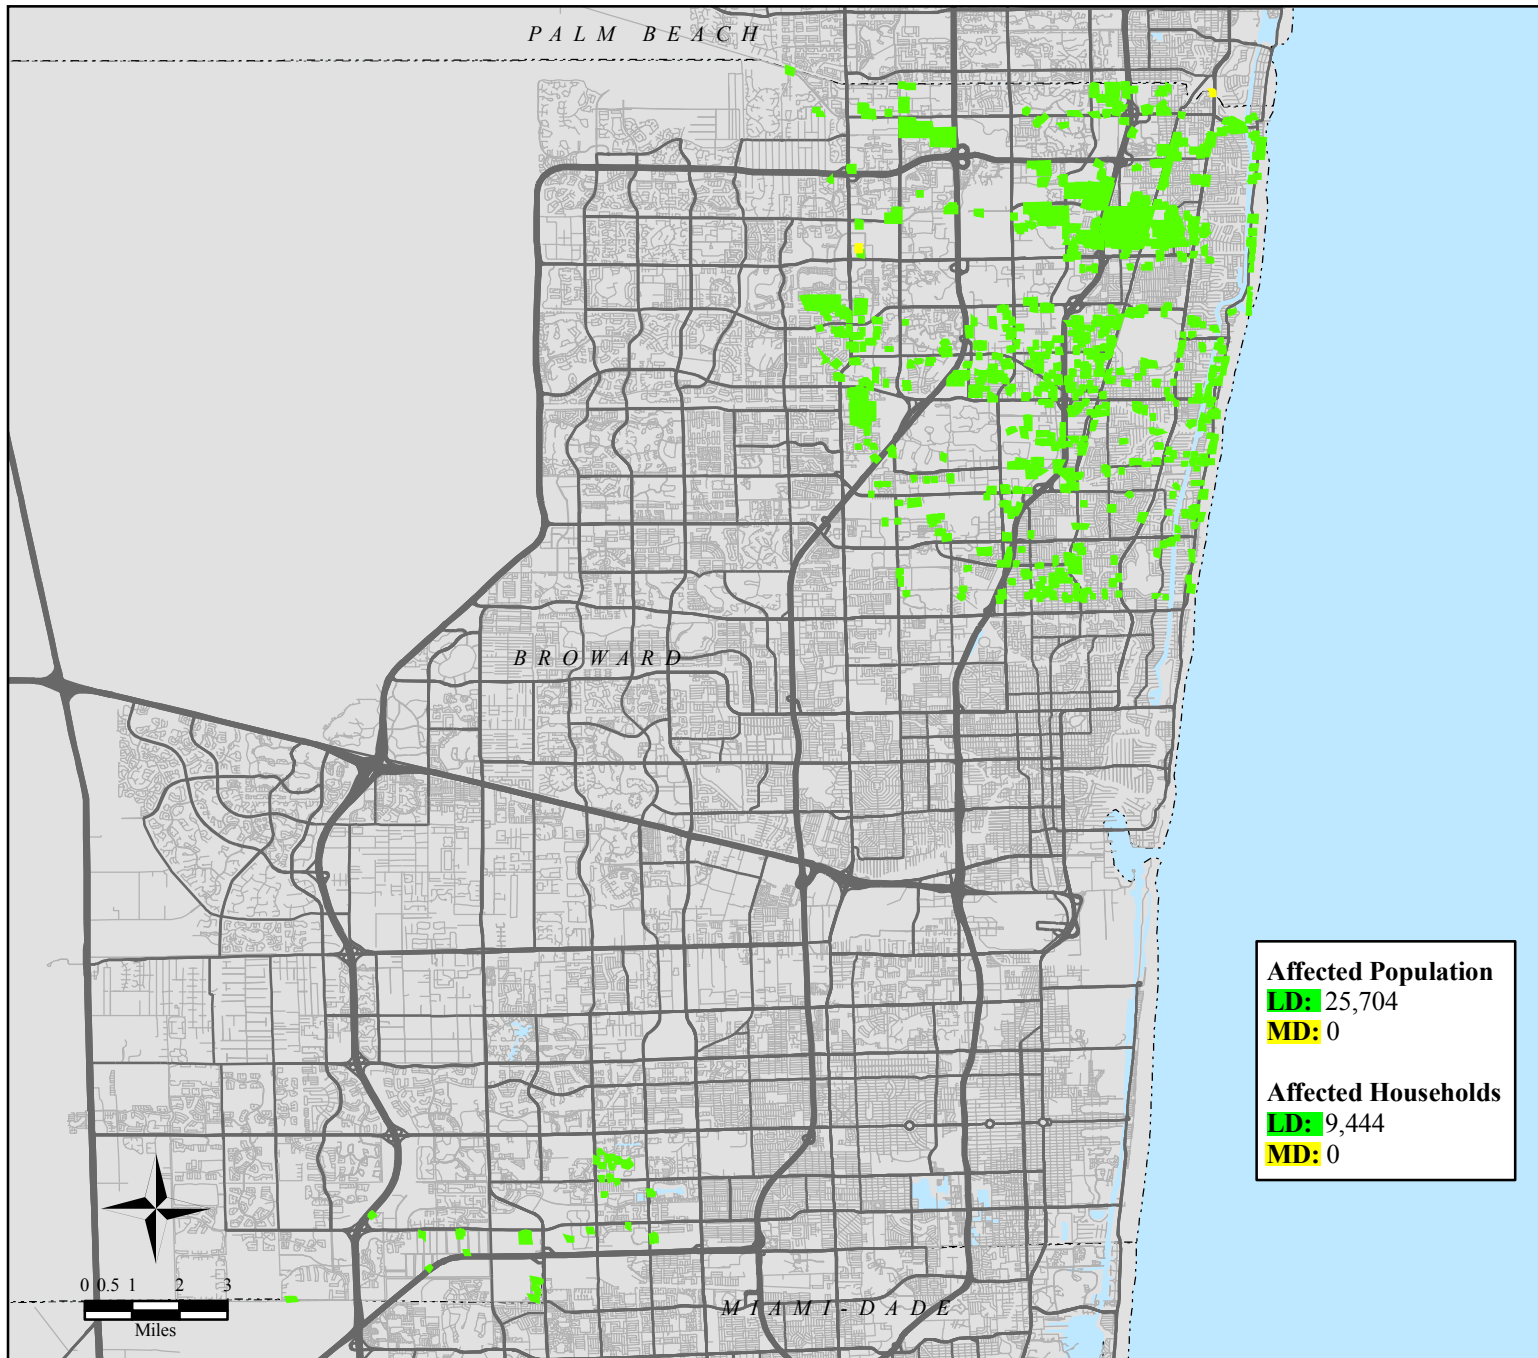 PALM BEACH
BROWARD
Affected Population
LD: 25,704
MD: 0
Affected Households
LD: 9,444
MD: 0
0 0.5 1 2 3
Miles
MIAMI-DADE